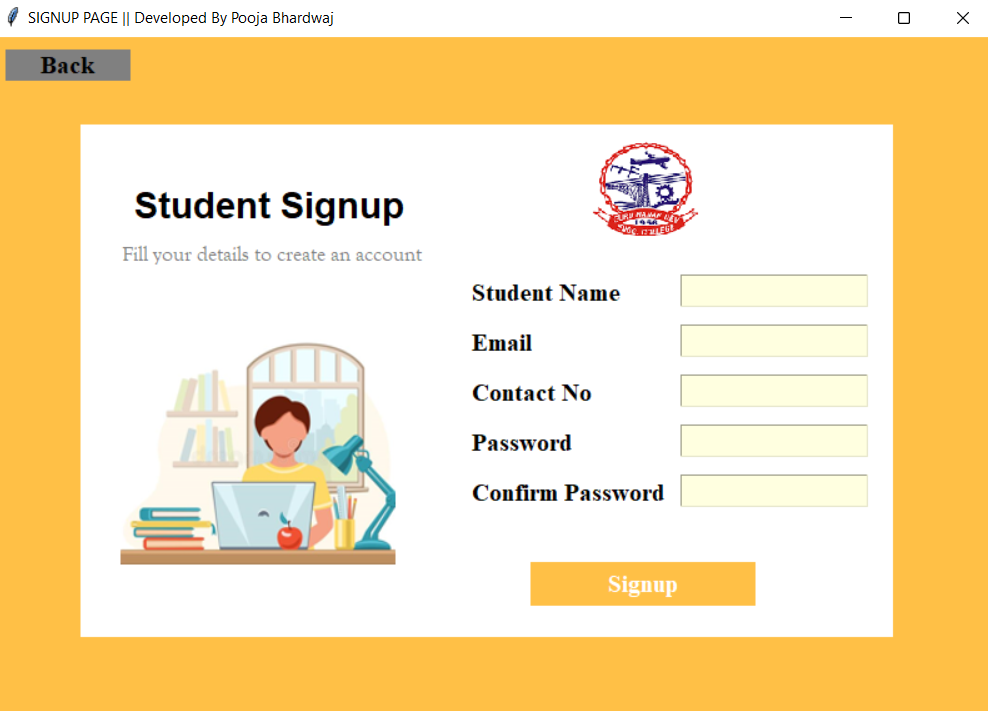 SIGNUP PAGE || Developed By Pooja Bhardwaj
Back
Student Signup
Fill your details to create an account
1956
Student Name
Email
Contact No
Password
Confirm Password
Signup